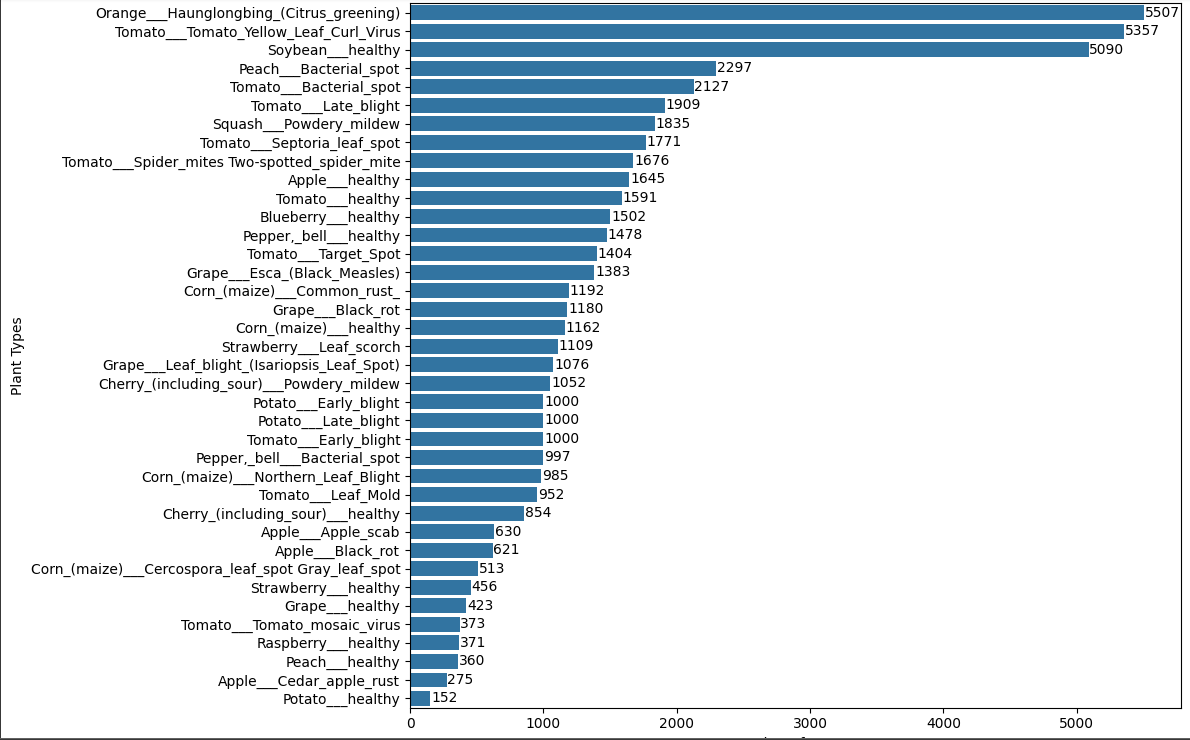 Orange___Haunglongbing_(Citrus_greening) 5507
Tomato___Tomato_Yellow_Leaf_Curl_Virus 5357
Soybean___healthy 5090
Peach___Bacterial_spot 2297
Tomato___Bacterial_spot 2127
Tomato___Late_blight 1909
Squash___Powdery_mildew 1835
Tomato___Septoria_leaf_spot 1771
Tomato___Spider_mites Two-spotted_spider_mite 1676
Apple___healthy 1645
Tomato___healthy 1591
Blueberry___healthy 1502
Pepper,_bell___healthy 1478
Tomato___Target_Spot 1404
Grape___Esca_(Black_Measles) 1383
Corn_(maize)___Common_rust_ 1192
Grape___Black_rot 1180
Corn_(maize)___healthy 1162
Strawberry___Leaf_scorch 1109
Grape___Leaf_blight_(Isariopsis_Leaf_Spot) 1076
Cherry_(including_sour)___Powdery_mildew 1052
Potato___Early_blight 1000
Potato___Late_blight 1000
Tomato___Early_blight 1000
Pepper,_bell___Bacterial_spot 997
Corn_(maize)___Northern_Leaf_Blight 985
Tomato___Leaf_Mold 952
Cherry_(including_sour)___healthy 854
Apple___Apple_scab 630
Apple___Black_rot 621
Corn_(maize)___Cercospora_leaf_spot Gray_leaf_spot 513
Strawberry___healthy 456
Grape___healthy 423
Tomato___Tomato_mosaic_virus 373
Raspberry___healthy 371
Peach___healthy 360
Apple___Cedar_apple_rust 275
Potato___healthy 152
Plant Types
0 1000 2000 3000 4000 5000